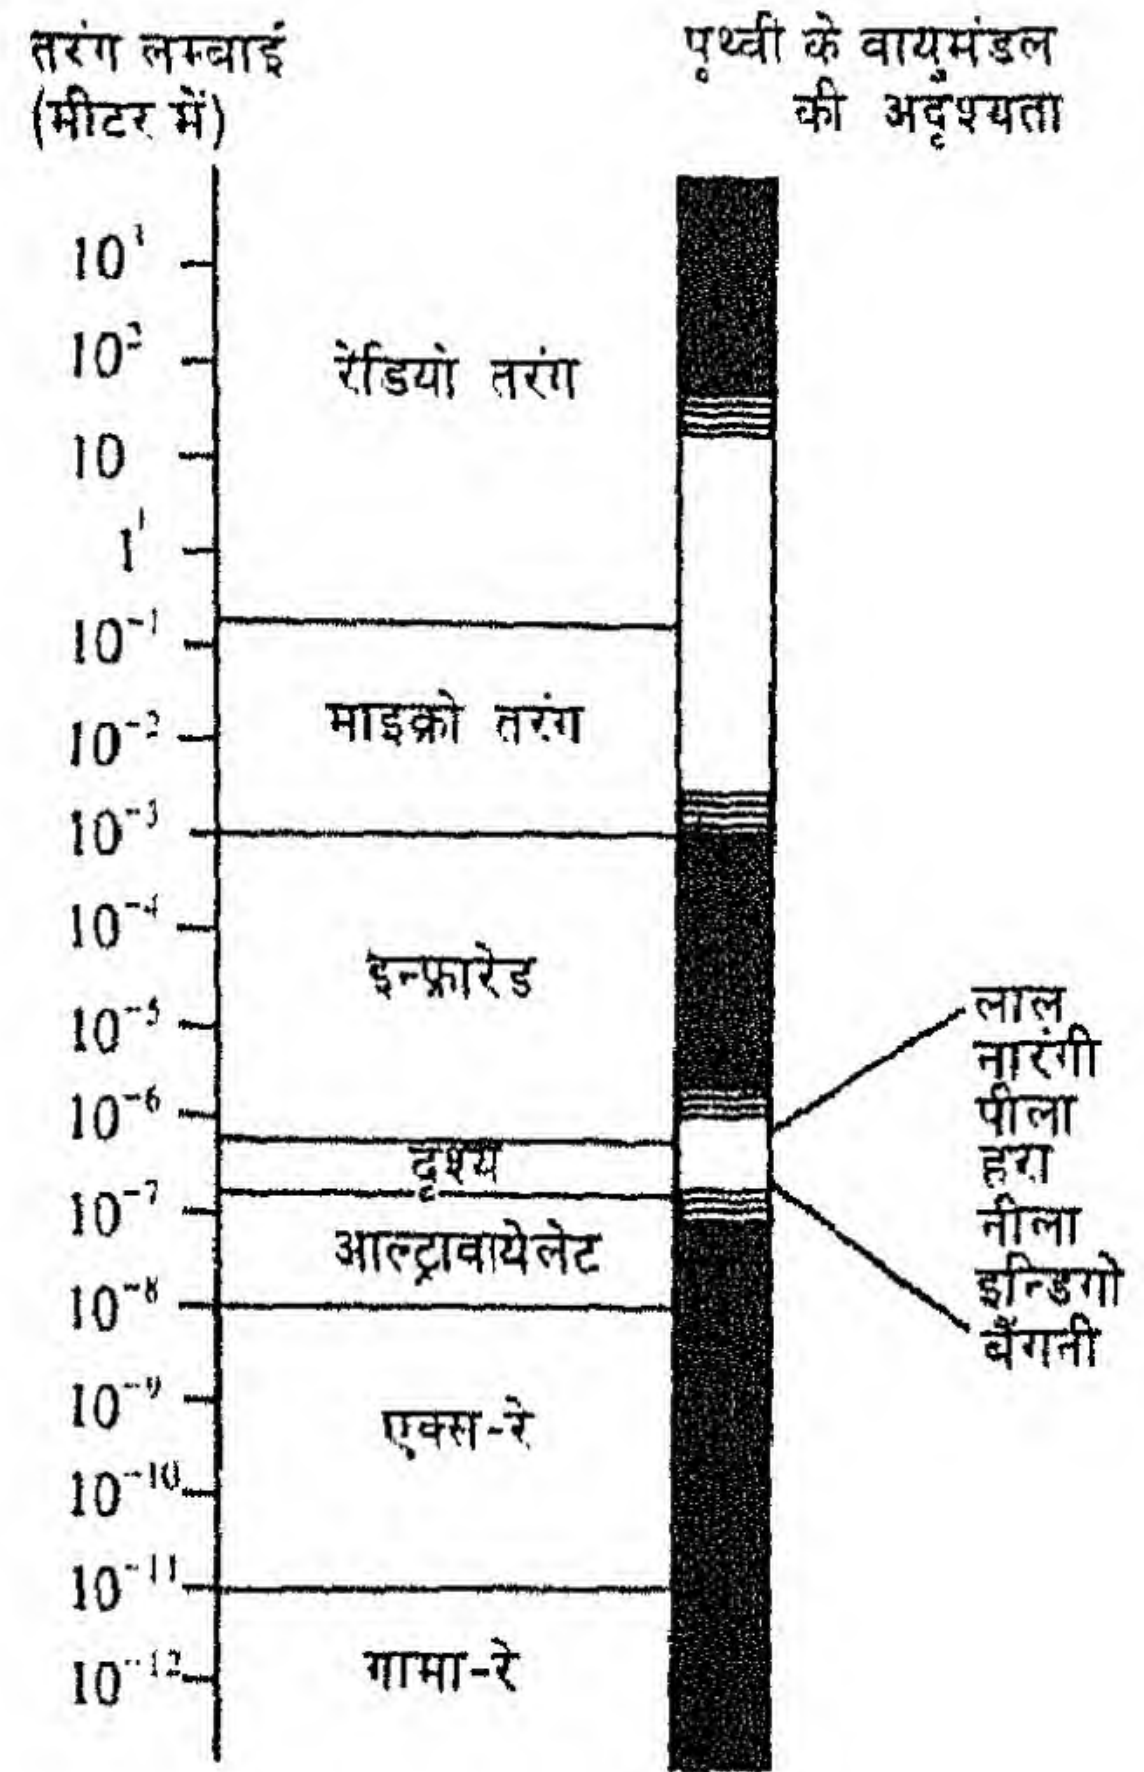 तरंग लम्बाई
(मीटर में)
पृथ्वी के वायुमंडल
की अदृश्यता
10³
10²
10
1
10⁻¹
10⁻²
10⁻³
10⁻⁴
10⁻⁵
10⁻⁶
10⁻⁷
10⁻⁸
10⁻⁹
10⁻¹⁰
10⁻¹¹
10⁻¹²
रेडियो तरंग
माइक्रो तरंग
इन्फ्रारेड
दृश्य
आल्ट्रावायेलेट
एक्स-रे
गामा-रे
लाल
नारंगी
पीला
हरा
नीला
इन्डिगो
बैंगनी